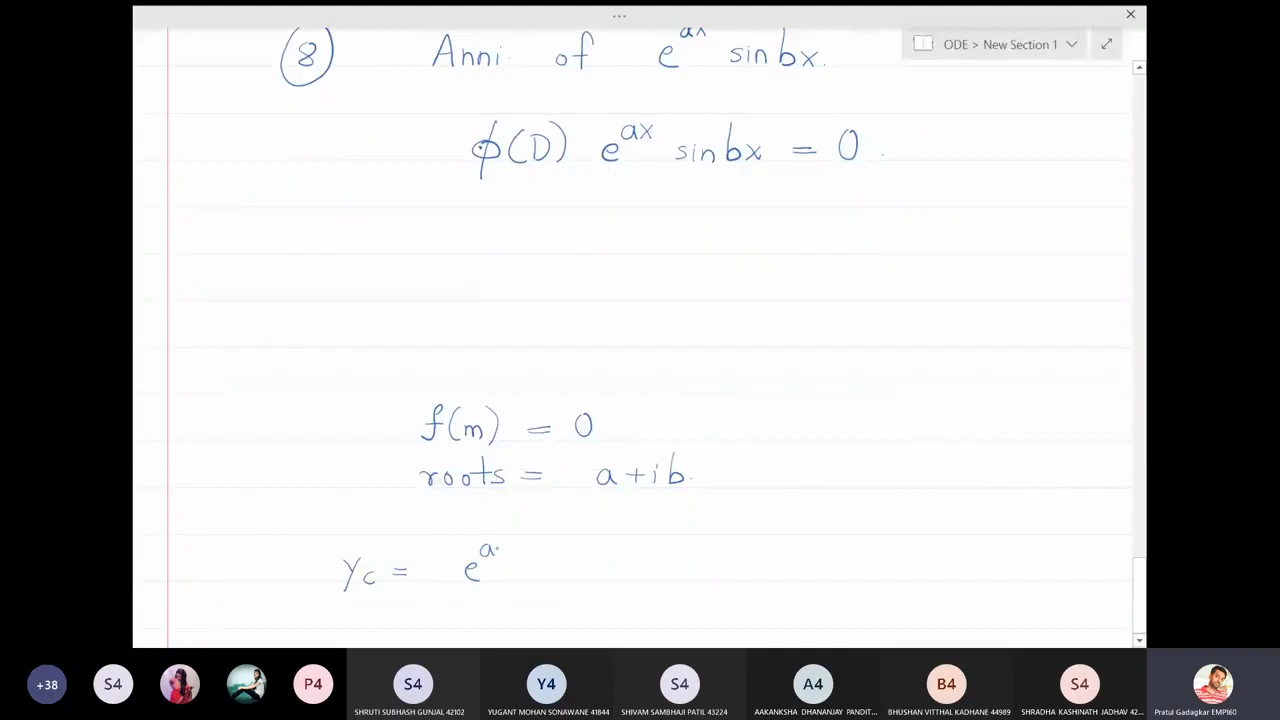 ...
ODE > New Section 1
8 Anni. of e^ax sin bx.
ϕ(D) e^ax sin bx = 0.
f(m) = 0
roots = a + i b.
y_c = e^a
+38
S4
P4
S4
Y4
S4
A4
B4
S4
SHRUTI SUBHASH GUNJAL 42102
YUGANT MOHAN SONAWANE 41844
SHIVAM SAMBHAJI PATIL 43224
AAKANKSHA DHANANJAY PANDIT...
BHUSHAN VITTHAL KADHANE 44989
SHRADHA KASHINATH JADHAV 42...
Pratul Gadagkar EMP160